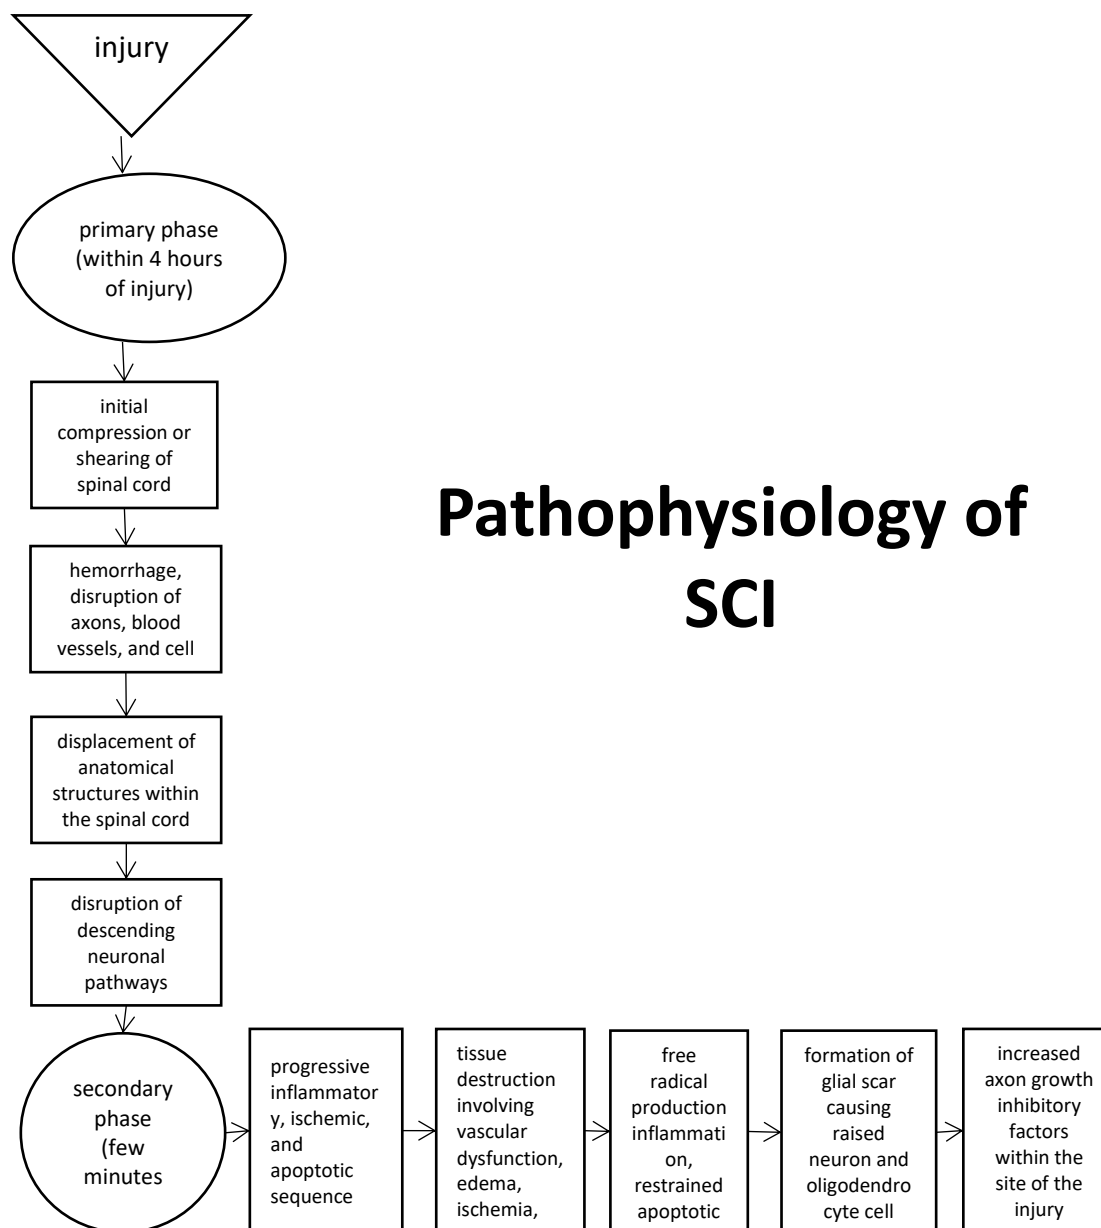 injury
primary phase
(within 4 hours
of injury)
initial
compression or
shearing of
spinal cord
hemorrhage,
disruption of
axons, blood
vessels, and cell
displacement of
anatomical
structures within
the spinal cord
disruption of
descending
neuronal
pathways
Pathophysiology of
SCI
secondary
phase
(few
minutes
progressive
inflammator
y, ischemic,
and
apoptotic
sequence
tissue
destruction
involving
vascular
dysfunction,
edema,
ischemia,
free
radical
production
inflammati
on,
restrained
apoptotic
formation of
glial scar
causing
raised
neuron and
oligodendro
cyte cell
increased
axon growth
inhibitory
factors
within the
site of the
injury